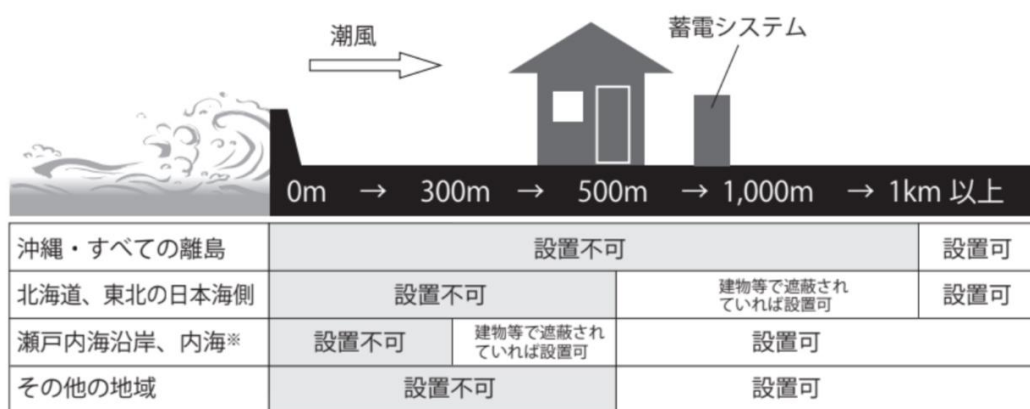 潮風
蓄電システム
0m → 300m → 500m → 1,000m → 1km 以上
沖縄・すべての離島 設置不可 設置可
北海道、東北の日本海側 設置不可 建物等で遮蔽され
ていれば設置可 設置可
瀬戸内海沿岸、内海※ 設置不可 建物等で遮蔽され
ていれば設置可 設置可
その他の地域 設置不可 設置可